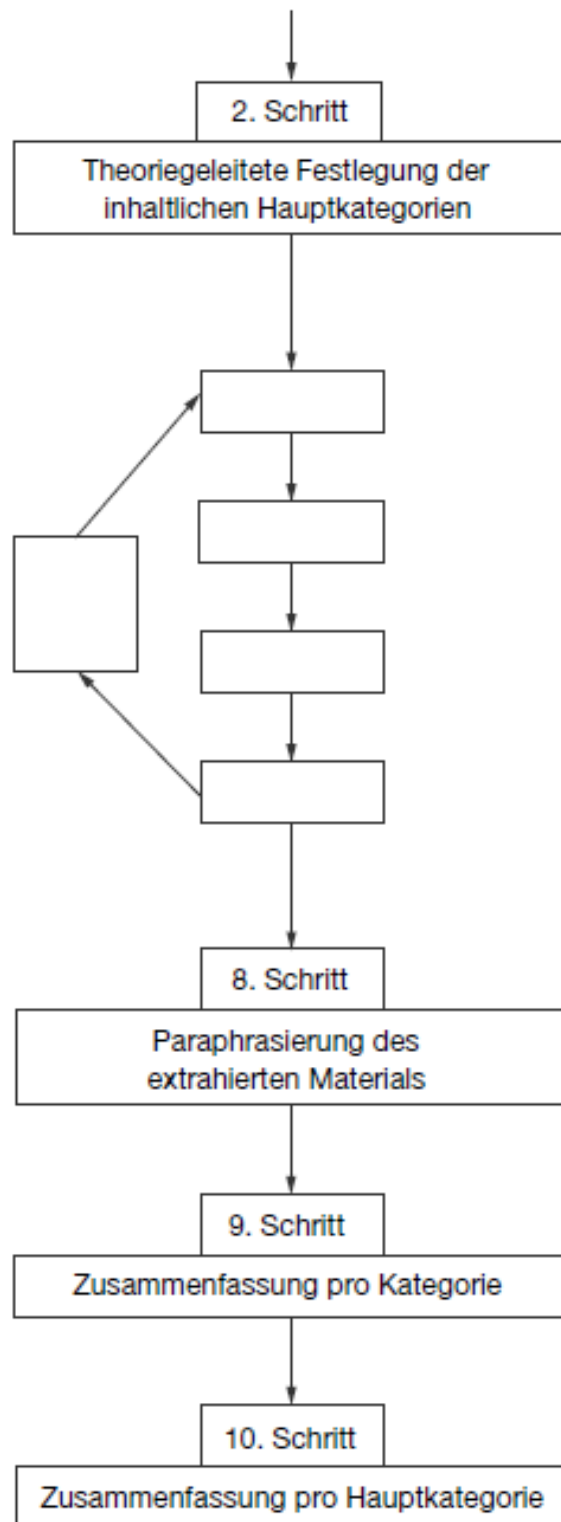 2. Schritt
Theoriegeleitete Festlegung der
inhaltlichen Hauptkategorien
8. Schritt
Paraphrasierung des
extrahierten Materials
9. Schritt
Zusammenfassung pro Kategorie
10. Schritt
Zusammenfassung pro Hauptkategorie